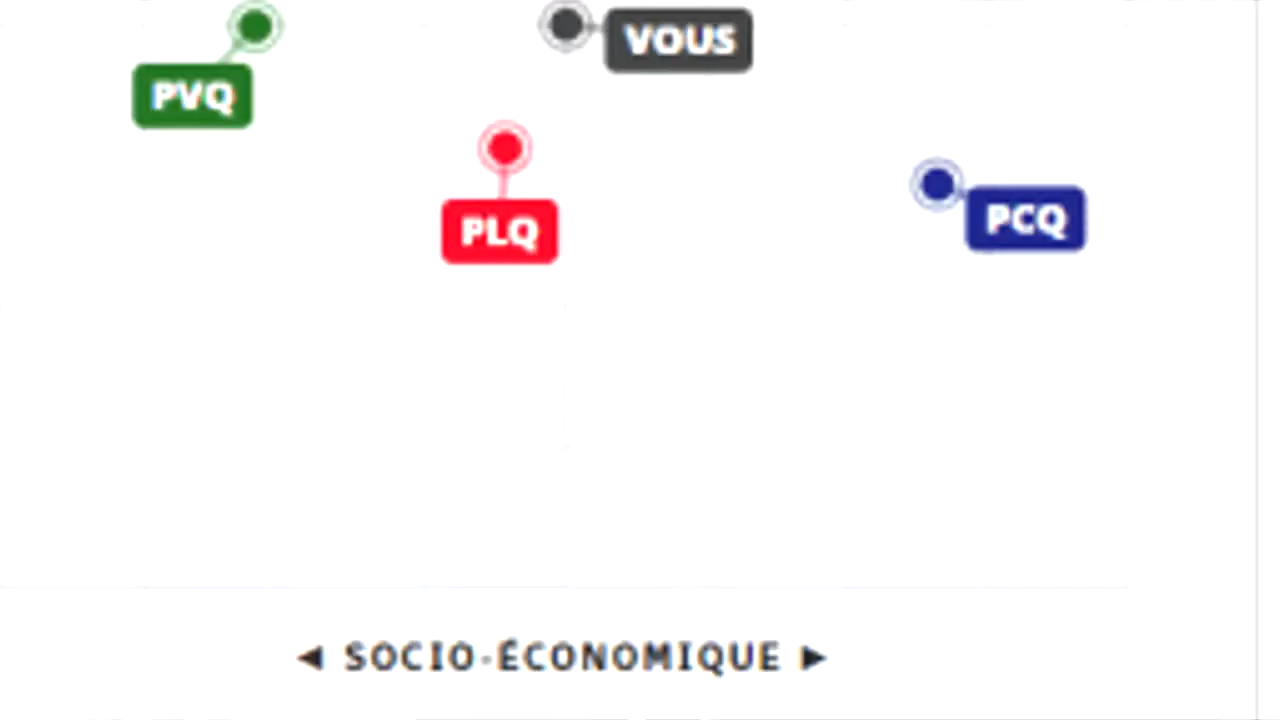 VOUS
PVQ
PCQ
PLQ
◄ SOCIO-ÉCONOMIQUE ►